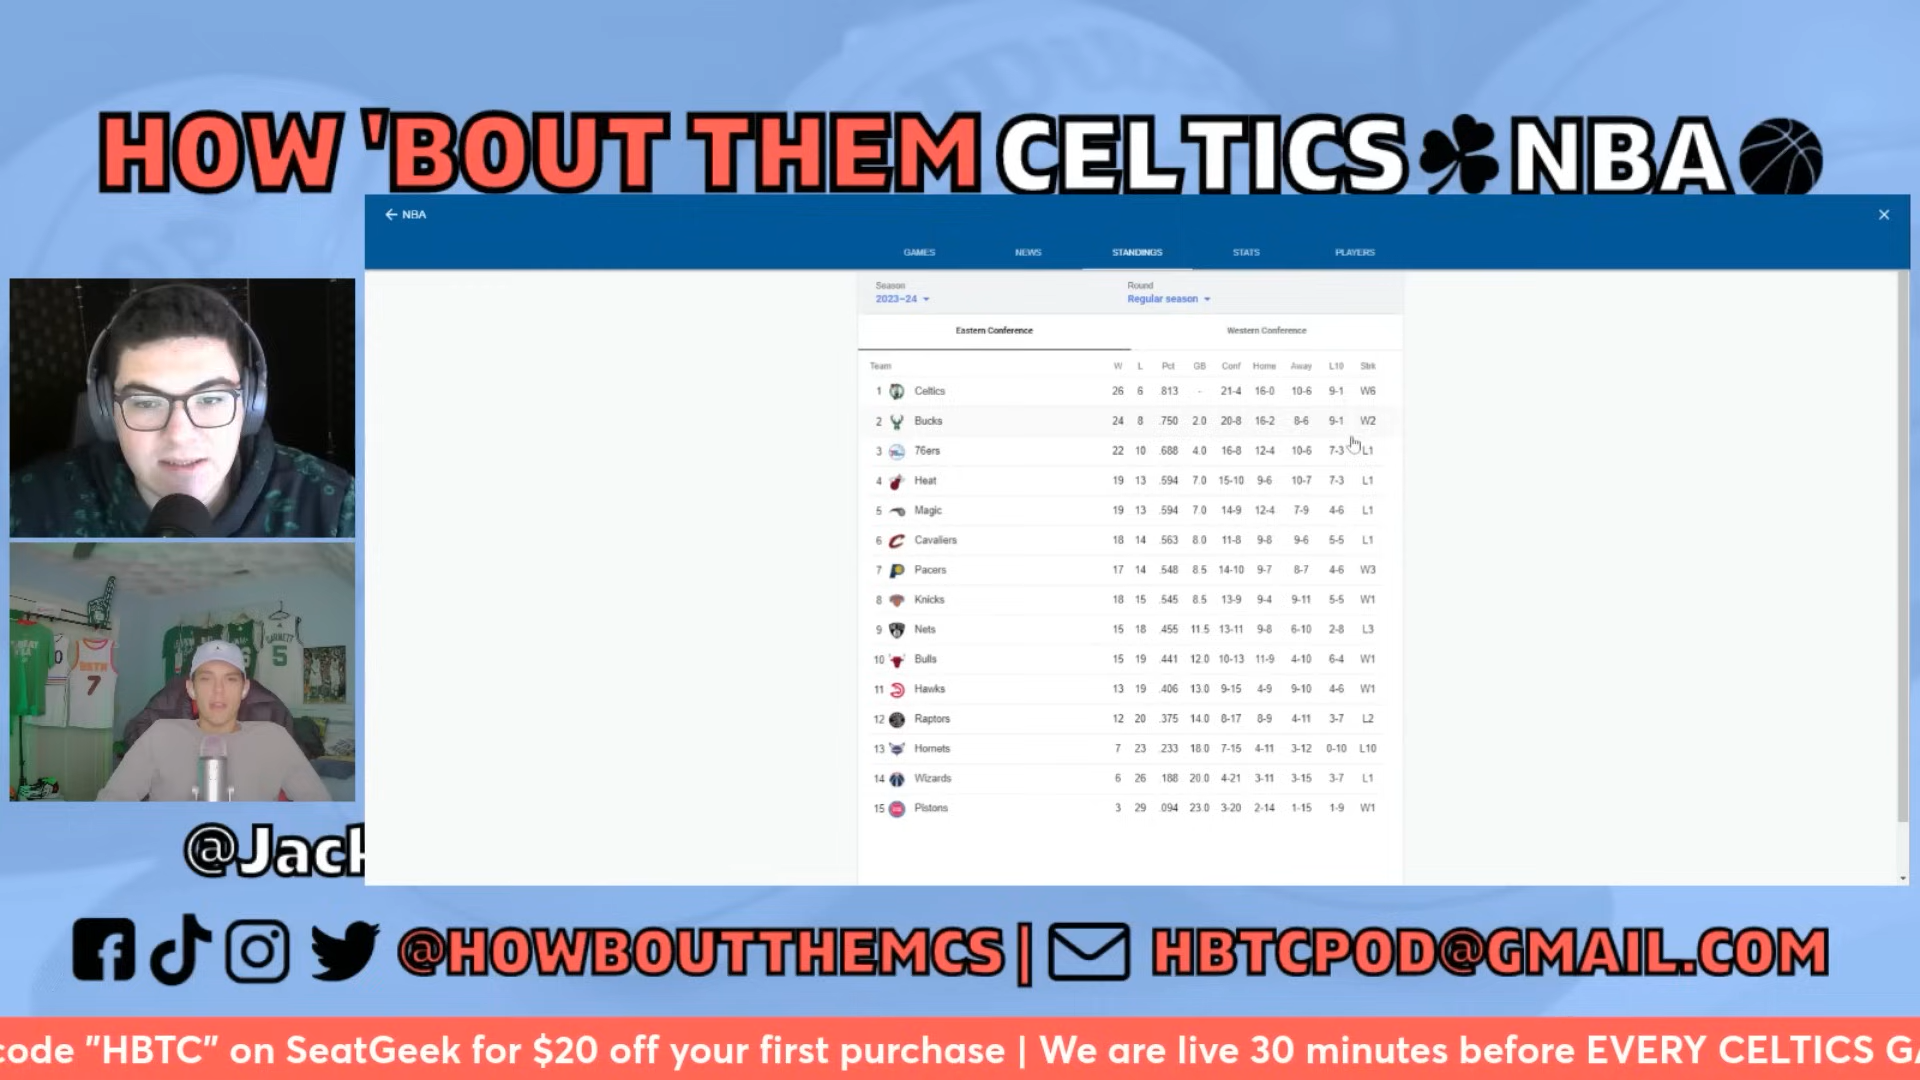 HOW 'BOUT THEM CELTICS NBA
NBA
GAMES NEWS STANDINGS STATS PLAYERS
Season Round
2023–24 Regular season
Eastern Conference Western Conference
Team W L Pct GB Conf Home Away L10 Strk
1 Celtics 26 6 .813 - 21-4 16-0 10-6 9-1 W6
2 Bucks 24 8 .750 2.0 20-8 16-2 8-6 9-1 W2
3 76ers 22 10 .688 4.0 16-8 12-4 10-6 7-3 L1
4 Heat 19 13 .594 7.0 15-10 9-6 10-7 7-3 L1
5 Magic 19 13 .594 7.0 14-9 12-4 7-9 4-6 L1
6 Cavaliers 18 14 .563 8.0 11-8 9-8 9-6 5-5 L1
7 Pacers 17 14 .548 8.5 14-10 9-7 8-7 4-6 W3
8 Knicks 18 15 .545 8.5 13-9 9-4 9-11 5-5 W1
9 Nets 15 18 .455 11.5 13-11 9-8 6-10 2-8 L3
10 Bulls 15 19 .441 12.0 10-13 11-9 4-10 6-4 W1
11 Hawks 13 19 .406 13.0 9-15 4-9 9-10 4-6 W1
12 Raptors 12 20 .375 14.0 8-17 8-9 4-11 3-7 L2
13 Hornets 7 23 .233 18.0 7-15 4-11 3-12 0-10 L10
14 Wizards 6 26 .188 20.0 4-21 3-11 3-15 3-7 L1
15 Pistons 3 29 .094 23.0 3-20 2-14 1-15 1-9 W1
GARNETT
5
7
@Jack
@HOWBOUTTHEMCS | HBTCPOD@GMAIL.COM
code "HBTC" on SeatGeek for $20 off your first purchase | We are live 30 minutes before EVERY CELTICS GA